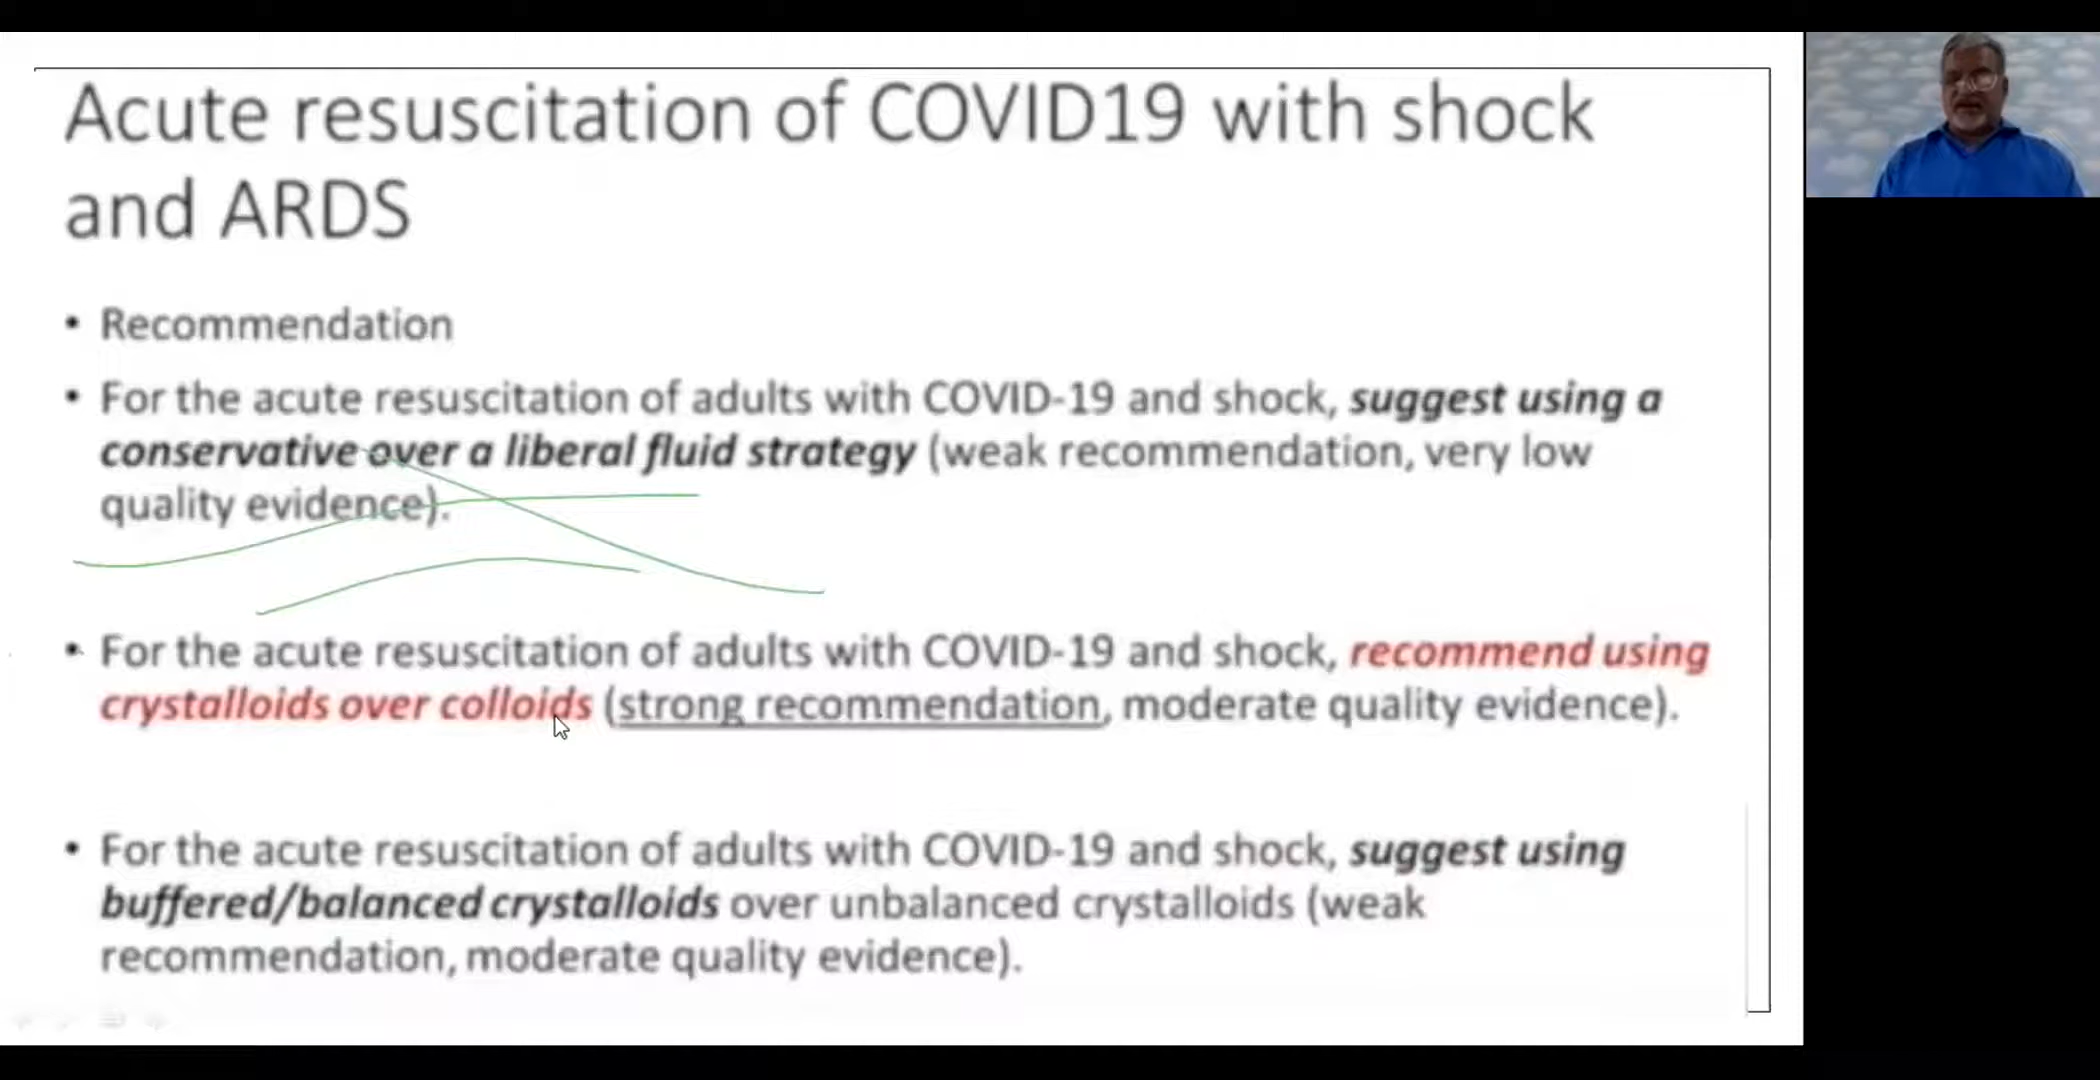 Acute resuscitation of COVID19 with shock
and ARDS
• Recommendation
• For the acute resuscitation of adults with COVID-19 and shock, suggest using a
conservative over a liberal fluid strategy (weak recommendation, very low
quality evidence).
• For the acute resuscitation of adults with COVID-19 and shock, recommend using
crystalloids over colloids (strong recommendation, moderate quality evidence).
• For the acute resuscitation of adults with COVID-19 and shock, suggest using
buffered/balanced crystalloids over unbalanced crystalloids (weak
recommendation, moderate quality evidence).